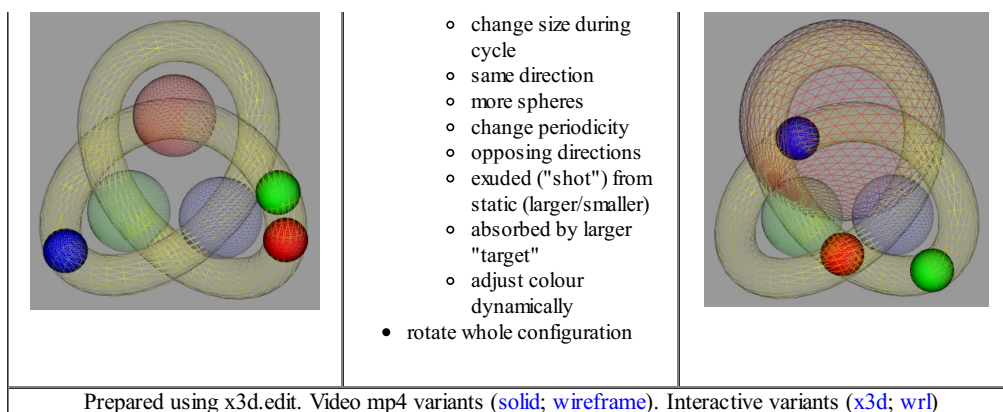 change size during
cycle
same direction
more spheres
change periodicity
opposing directions
exuded ("shot") from
static (larger/smaller)
absorbed by larger
"target"
adjust colour
dynamically
rotate whole configuration
Prepared using x3d.edit. Video mp4 variants (solid; wireframe). Interactive variants (x3d; wrl)